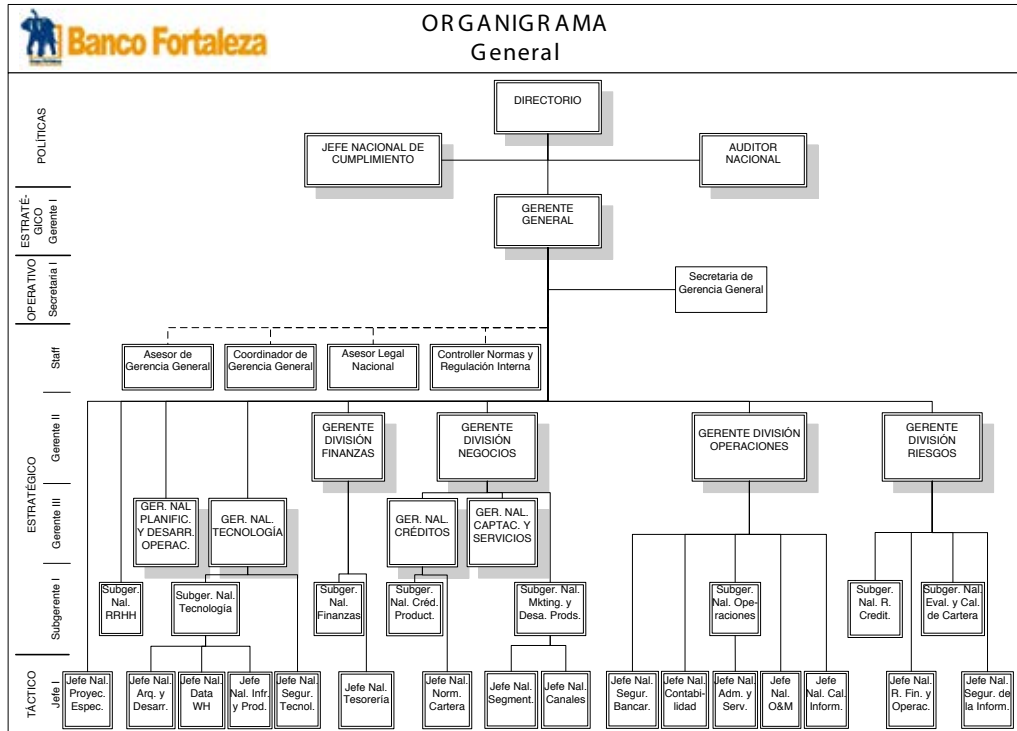 Banco Fortaleza
Banco Fortaleza
ORGANIGRAMA
General
POLÍTICAS
DIRECTORIO
JEFE NACIONAL DE
CUMPLIMIENTO
AUDITOR
NACIONAL
ESTRATÉ-
GICO
Gerente I
GERENTE
GENERAL
OPERATIVO
Secretaria I
Secretaria de
Gerencia General
Staff
Asesor de
Gerencia General
Coordinador de
Gerencia General
Asesor Legal
Nacional
Controller Normas y
Regulación Interna
ESTRATÉGICO
Gerente II
GERENTE
DIVISIÓN
FINANZAS
GERENTE
DIVISIÓN
NEGOCIOS
GERENTE DIVISIÓN
OPERACIONES
GERENTE
DIVISIÓN
RIESGOS
Gerente III
GER. NAL
PLANIFIC.
Y DESARR.
OPERAC.
GER. NAL.
TECNOLOGÍA
GER. NAL.
CRÉDITOS
GER. NAL.
CAPTAC. Y
SERVICIOS
Subgerente I
Subger.
Nal.
RRHH
Subger. Nal.
Tecnología
Subger.
Nal.
Finanzas
Subger.
Nal. Créd.
Product.
Subger. Nal.
Mkting. y
Desa. Prods.
Subger.
Nal. Ope-
raciones
Subger.
Nal. R.
Credit.
Subger. Nal.
Eval. y Cal.
de Cartera
TÁCTICO
Jefe I
Jefe Nal.
Proyec.
Espec.
Jefe Nal.
Arq. y
Desarr.
Jefe Nal.
Data
WH
Jefe
Nal. Infr.
y Prod.
Jefe Nal.
Segur.
Tecnol.
Jefe Nal.
Tesorería
Jefe Nal.
Norm.
Cartera
Jefe Nal.
Segment.
Jefe Nal.
Canales
Jefe Nal.
Segur.
Bancar.
Jefe Nal.
Contabi-
lidad
Jefe Nal.
Adm. y
Serv.
Jefe
Nal.
O&M
Jefe
Nal. Cal.
Inform.
Jefe Nal.
R. Fin. y
Operac.
Jefe Nal.
Segur. de
la Inform.